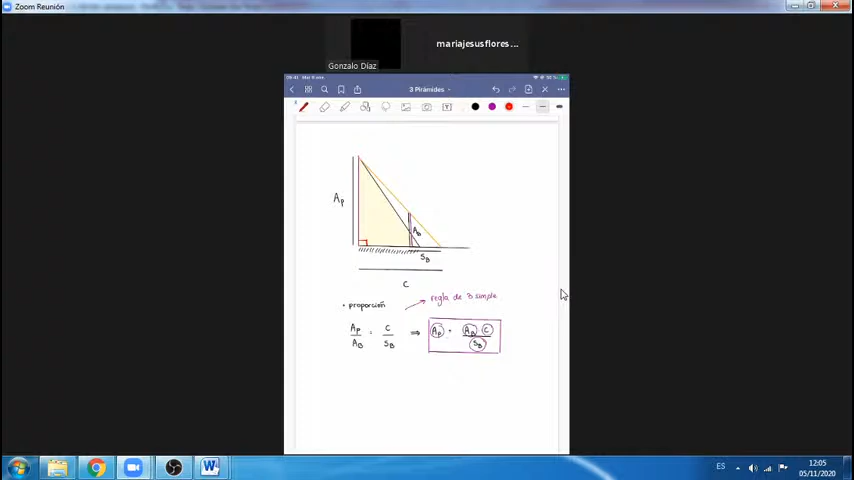 Zoom Reunión
mariajesusflores...
Gonzalo Díaz
3 Pirámides
T
Ap
AB
SB
C
regla de 3 simple
• proporción
Ap/AB = C/SB ⇒ Ap = AB C/SB
ES
12:05
05/11/2020